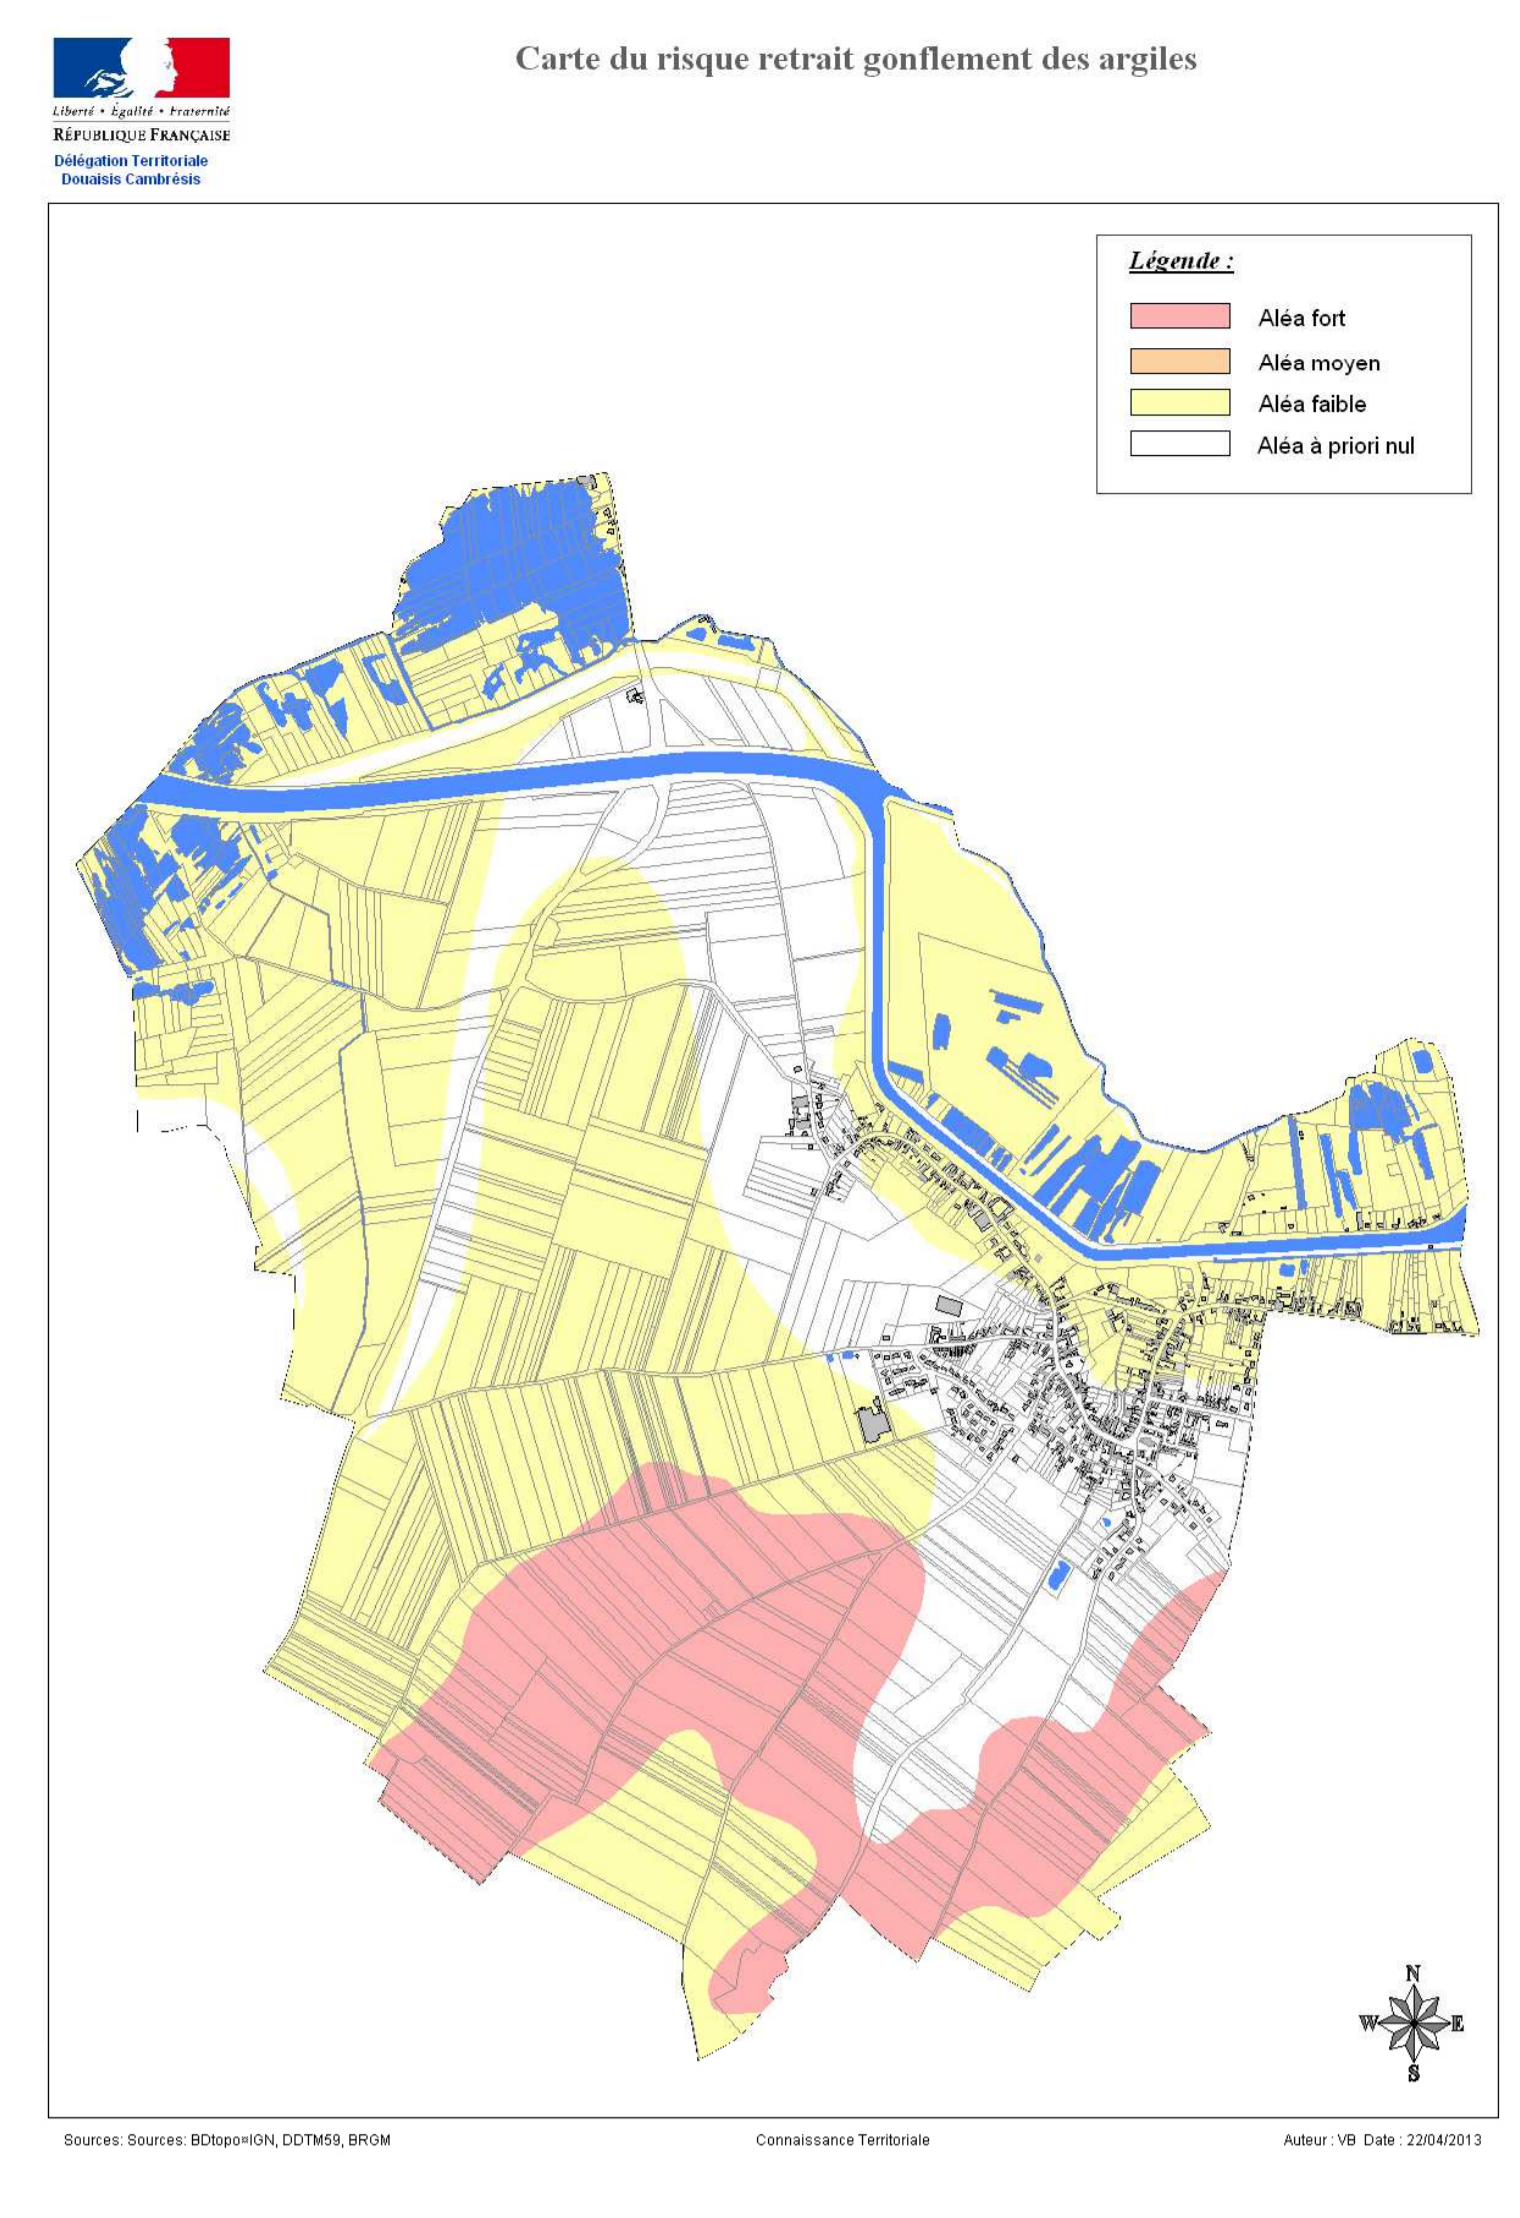 Carte du risque retrait gonflement des argiles
Liberté • Égalité • Fraternité
RÉPUBLIQUE FRANÇAISE
Délégation Territoriale
Douaisis Cambrésis
Légende :
Aléa fort
Aléa moyen
Aléa faible
Aléa à priori nul
N
W E
S
Sources: Sources: BDtopo¤IGN, DDTM59, BRGM
Connaissance Territoriale
Auteur : VB Date : 22/04/2013